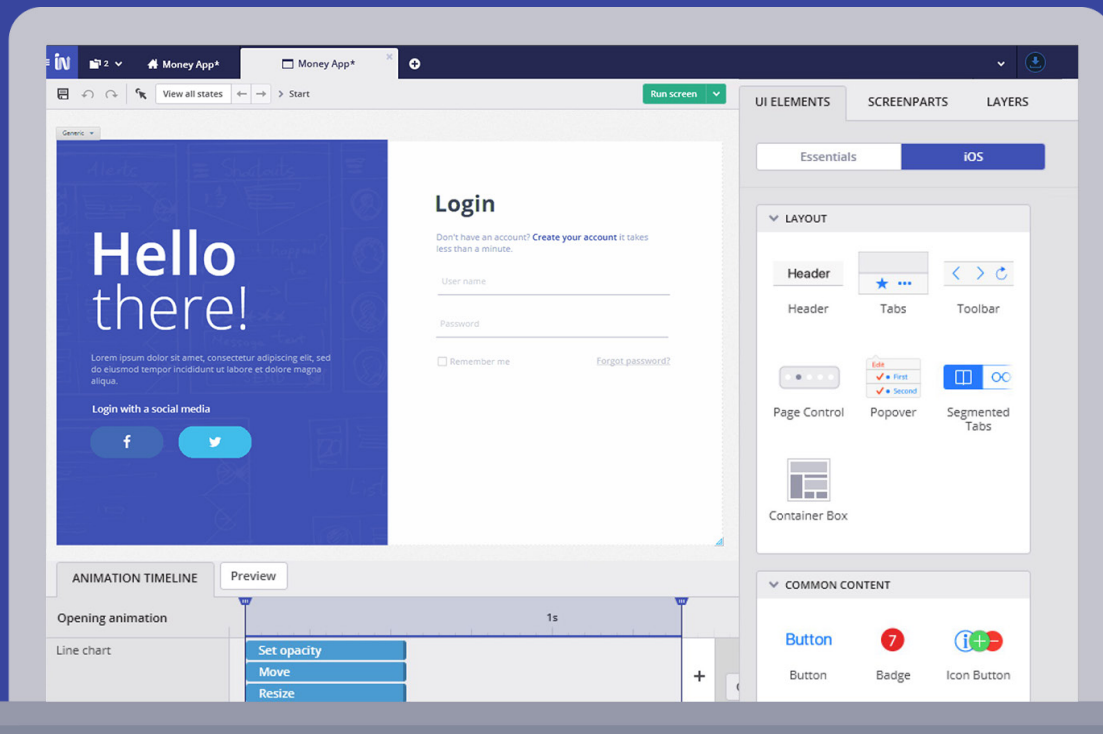 in
2
Money App*
Money App*
View all states
Start
Run screen
UI ELEMENTS
SCREENPARTS
LAYERS
Generic
Essentials
iOS
Alerts
Students
Hello
there!
Lorem ipsum dolor sit amet, consectetur adipiscing elit, sed
do eiusmod tempor incididunt ut labore et dolore magna
aliqua.
Login with a social media
f
Login
Don't have an account? Create your account it takes
less than a minute.
User name
Password
Remember me
Forgot password?
LAYOUT
Header
Header
Tabs
Toolbar
Edit
First
Second
Page Control
Popover
Segmented
Tabs
Container Box
COMMON CONTENT
Button
7
i
Button
Badge
Icon Button
ANIMATION TIMELINE
Preview
Opening animation
1s
Line chart
Set opacity
Move
Resize